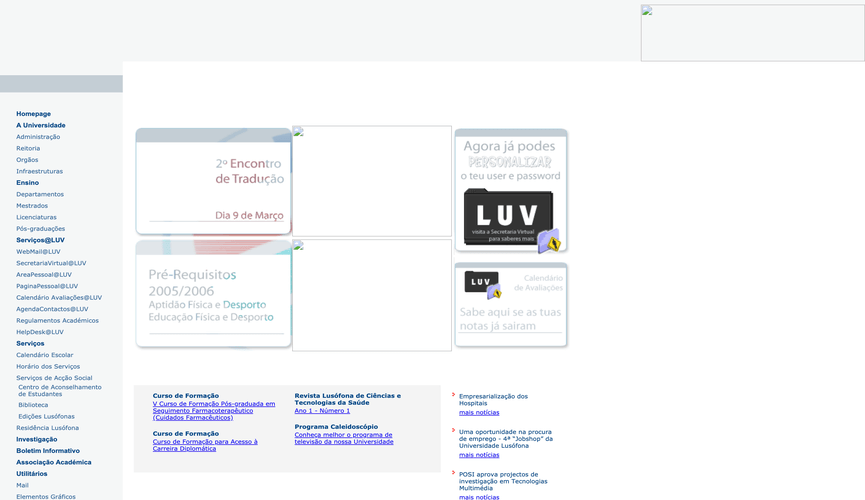 Homepage
A Universidade
Administração
Reitoria
Orgãos
Infraestruturas
Ensino
Departamentos
Mestrados
Licenciaturas
Pós-graduações
Serviços@LUV
WebMail@LUV
SecretariaVirtual@LUV
AreaPessoal@LUV
PaginaPessoal@LUV
Calendário Avaliações@LUV
AgendaContactos@LUV
Regulamentos Académicos
HelpDesk@LUV
Serviços
Calendário Escolar
Horário dos Serviços
Serviços de Acção Social
Centro de Aconselhamento
de Estudantes
Biblioteca
Edições Lusófonas
Residência Lusófona
Investigação
Boletim Informativo
Associação Académica
Utilitários
Mail
Elementos Gráficos
2º Encontro
de Tradução
Dia 9 de Março
Pré-Requisitos
2005/2006
Aptidão Física e Desporto
Educação Física e Desporto
Agora já podes
PERSONALIZAR
o teu user e password
LUV
visita a Secretaria Virtual
para saberes mais
LUV
Calendário
de Avaliações
Sabe aqui se as tuas
notas já saíram
Curso de Formação
V Curso de Formação Pós-graduada em
Seguimento Farmacoterapêutico
(Cuidados Farmacêuticos)
Curso de Formação
Curso de Formação para Acesso à
Carreira Diplomática
Revista Lusófona de Ciências e
Tecnologias da Saúde
Ano 1 - Número 1
Programa Caleidoscópio
Conheça melhor o programa de
televisão da nossa Universidade
Empresarialização dos
Hospitais
mais notícias
Uma oportunidade na procura
de emprego - 4ª "Jobshop" da
Universidade Lusófona
mais notícias
POSI aprova projectos de
investigação em Tecnologias
Multimédia
mais notícias